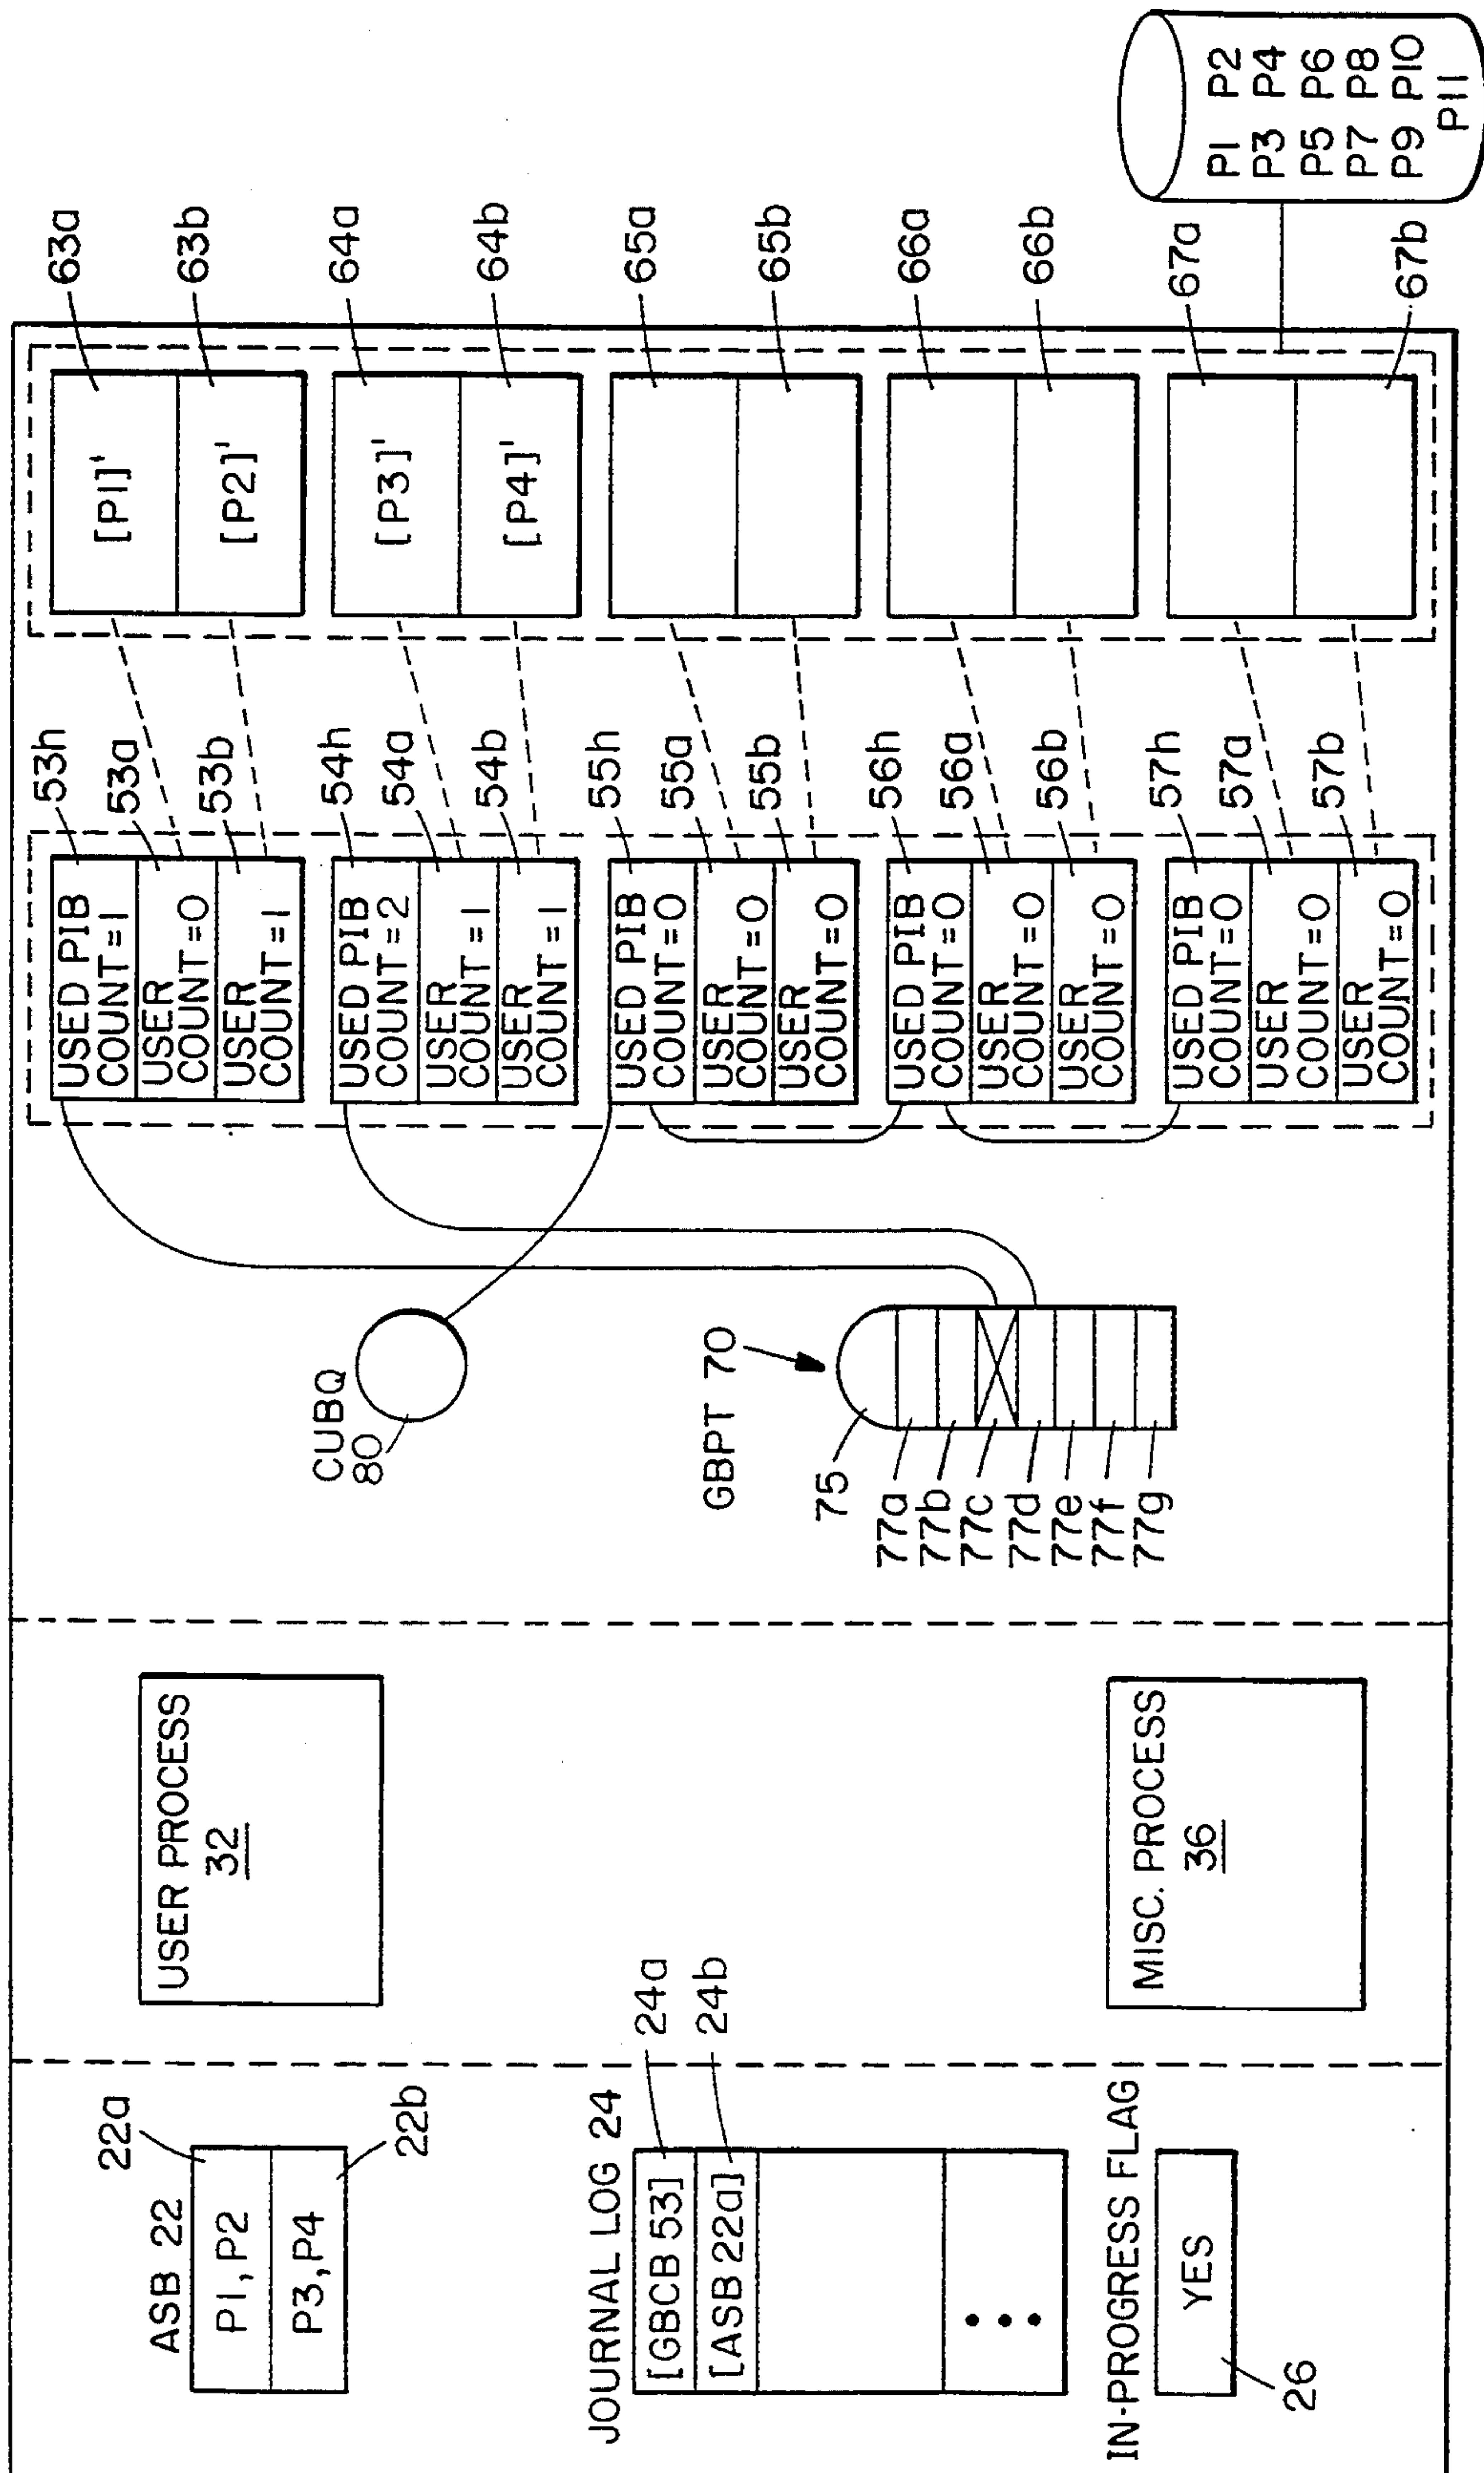 ASB 22
22a
P1,P2
P3,P4
22b
JOURNAL LOG 24
[GBCB 53]
24a
[ASB 22a]
24b
IN-PROGRESS FLAG
YES
26
USER PROCESS
32
MISC. PROCESS
36
CUBQ
80
GBPT 70
75
77a
77b
77c
77d
77e
77f
77g
USED PIB
COUNT=1
53h
USER
COUNT=0
53a
USER
COUNT=1
53b
USED PIB
COUNT=2
54h
USER
COUNT=1
54a
USER
COUNT=1
54b
USED PIB
COUNT=0
55h
USER
COUNT=0
55a
USER
COUNT=0
55b
USED PIB
COUNT=0
56h
USER
COUNT=0
56a
USER
COUNT=0
56b
USED PIB
COUNT=0
57h
USER
COUNT=0
57a
USER
COUNT=0
57b
[P1]'
63a
[P2]'
63b
[P3]'
64a
[P4]'
64b
65a
65b
66a
66b
67a
67b
P1 P2
P3 P4
P5 P6
P7 P8
P9 P10
P11